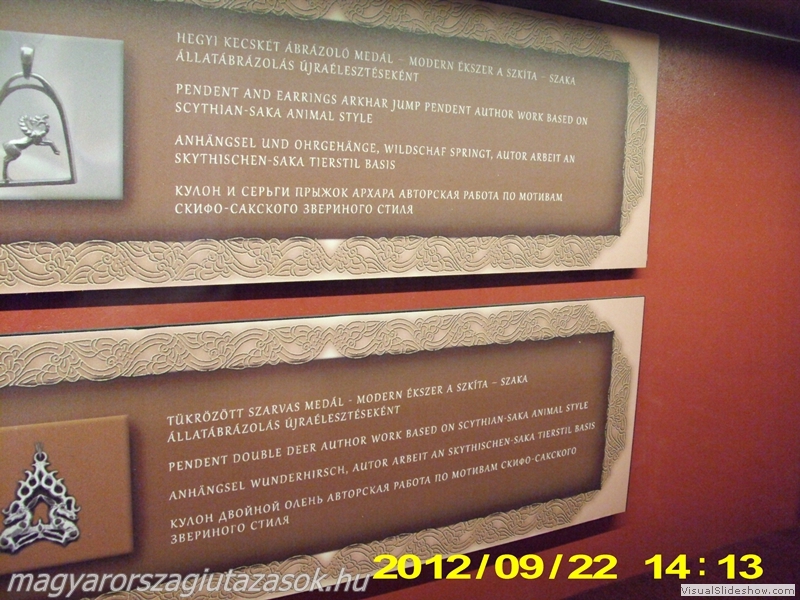 HEGYI KECSKÉT ÁBRÁZOLÓ MEDÁL – MODERN ÉKSZER A SZKÍTA – SZAKA
ÁLLATÁBRÁZOLÁS ÚJRAÉLESZTÉSEKÉNT
PENDENT AND EARRINGS ARKHAR JUMP PENDENT AUTHOR WORK BASED ON
SCYTHIAN-SAKA ANIMAL STYLE
ANHÄNGSEL UND OHRGEHÄNGE, WILDSCHAF SPRINGT, AUTOR ARBEIT AN
SKYTHISCHEN-SAKA TIERSTIL BASIS
КУЛОН И СЕРЬГИ ПРЫЖОК АРХАРА АВТОРСКАЯ РАБОТА ПО МОТИВАМ
СКИФО-САКСКОГО ЗВЕРИНОГО СТИЛЯ
TÜKRÖZÖTT SZARVAS MEDÁL - MODERN ÉKSZER A SZKÍTA – SZAKA
ÁLLATÁBRÁZOLÁS ÚJRAÉLESZTÉSEKÉNT
PENDENT DOUBLE DEER AUTHOR WORK BASED ON SCYTHIAN-SAKA ANIMAL STYLE
ANHÄNGSEL WUNDERHIRSCH, AUTOR ARBEIT AN SKYTHISCHEN-SAKA TIERSTIL BASIS
КУЛОН ДВОЙНОЙ ОЛЕНЬ АВТОРСКАЯ РАБОТА ПО МОТИВАМ СКИФО-САКСКОГО
ЗВЕРИНОГО СТИЛЯ
2012/09/22 14:13
magyarorszagiutazasok.hu
VisualSlideshow.com